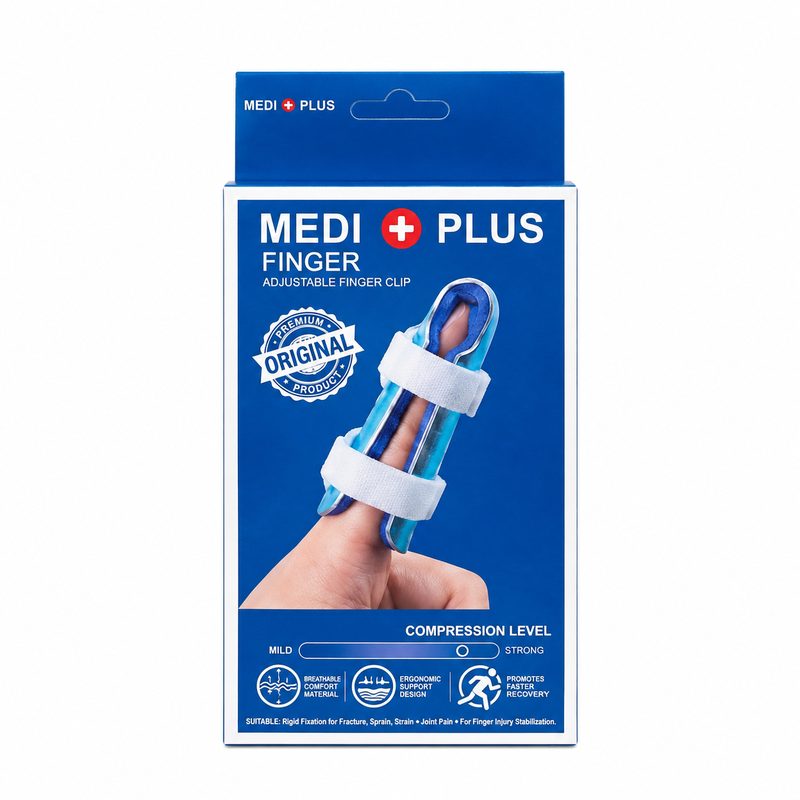 MEDI + PLUS
MEDI + PLUS
FINGER
ADJUSTABLE FINGER CLIP
PREMIUM
ORIGINAL
PRODUCT
COMPRESSION LEVEL
MILD STRONG
BREATHABLE
COMFORT
MATERIAL
ERGONOMIC
SUPPORT
DESIGN
PROMOTES
FASTER
RECOVERY
SUITABLE: Rigid Fixation for Fracture, Sprain, Strain • Joint Pain • For Finger Injury Stabilization.